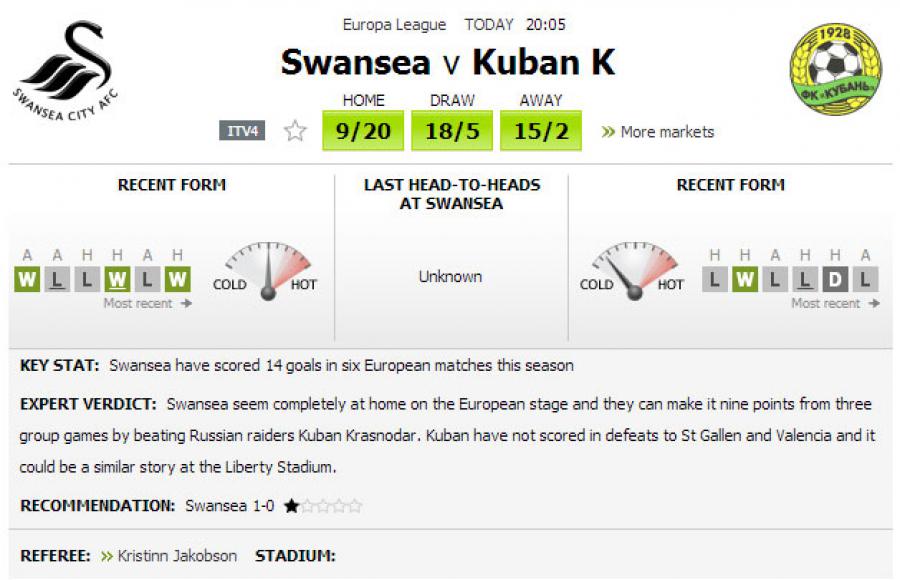 Europa League TODAY 20:05
Swansea v Kuban K
SWANSEA CITY AFC
1928
ФК «КУБАНЬ»
HOME DRAW AWAY
ITV4 9/20 18/5 15/2 » More markets
RECENT FORM
A A H H A H
W L L W L W
COLD HOT
Most recent →
LAST HEAD-TO-HEADS
AT SWANSEA
Unknown
RECENT FORM
COLD HOT
H H A H H A
L W L L D L
Most recent →
KEY STAT: Swansea have scored 14 goals in six European matches this season
EXPERT VERDICT: Swansea seem completely at home on the European stage and they can make it nine points from three
group games by beating Russian raiders Kuban Krasnodar. Kuban have not scored in defeats to St Gallen and Valencia and it
could be a similar story at the Liberty Stadium.
RECOMMENDATION: Swansea 1-0
REFEREE: » Kristinn Jakobson STADIUM: